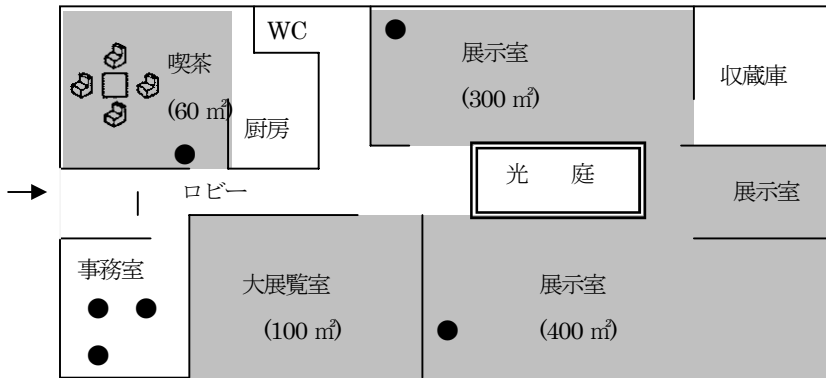 WC
喫茶
(60 ㎡)
厨房
展示室
(300 ㎡)
収蔵庫
光 庭
展示室
ロビー
事務室
大展覧室
(100 ㎡)
展示室
(400 ㎡)